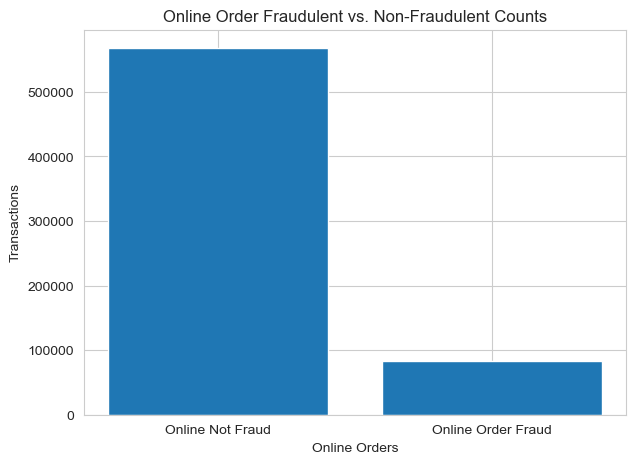 Online Order Fraudulent vs. Non-Fraudulent Counts
500000
400000
300000
200000
100000
0
Transactions
Online Not Fraud
Online Order Fraud
Online Orders